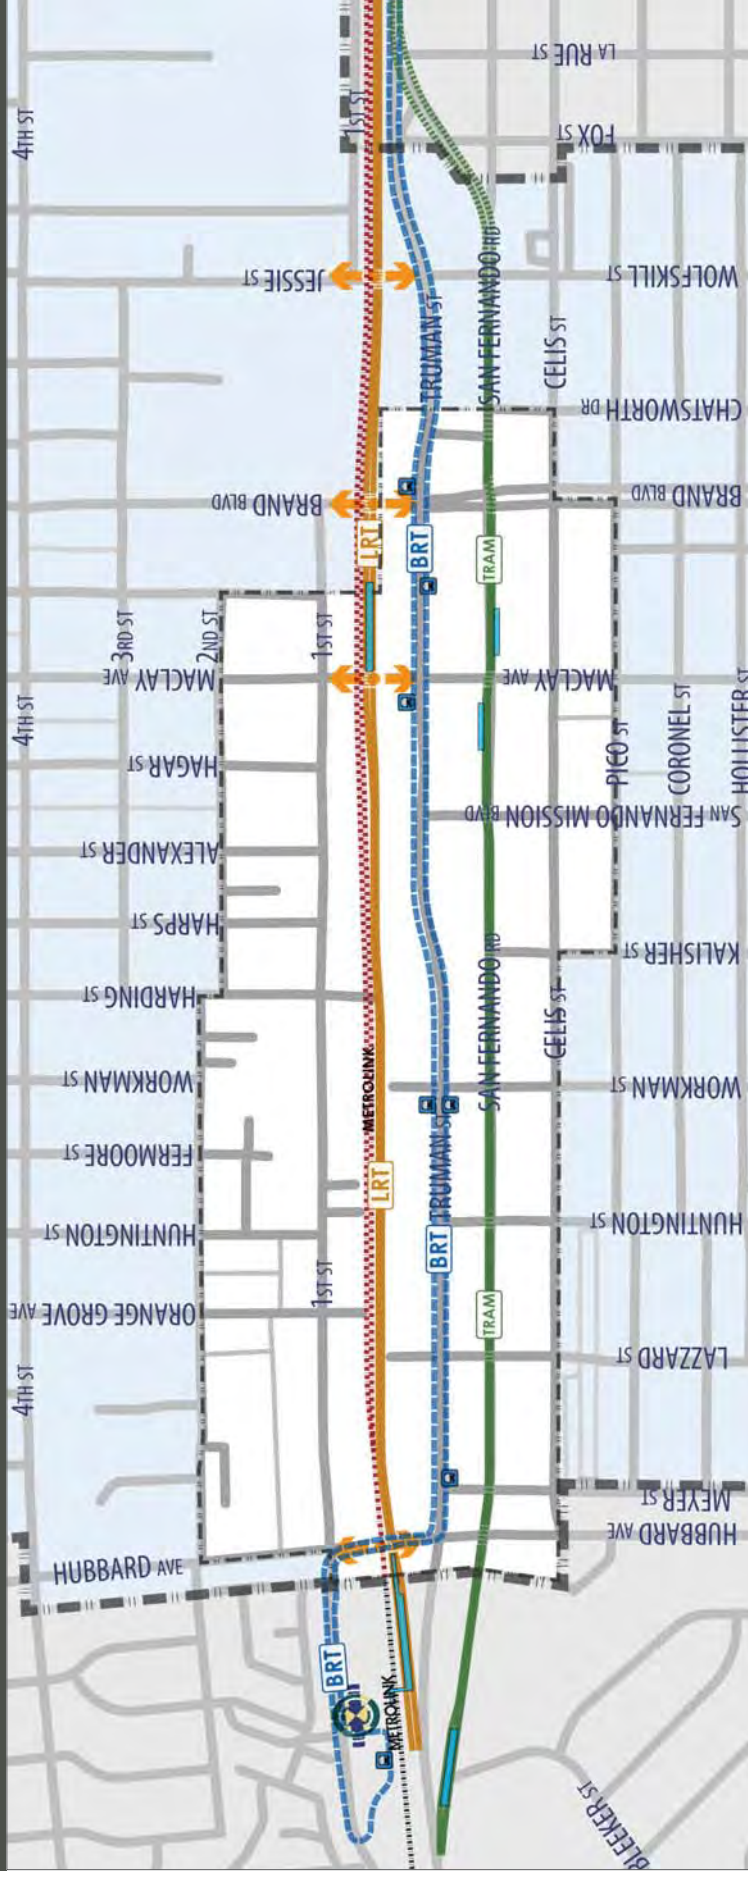 4TH ST
1ST ST
LA RUE ST
FOX ST
JESSIE ST
WOLFSKILL ST
TRUMAN ST
SAN FERNANDO RD
CELIS ST
CHATSWORTH DR
BRAND BLVD
BRAND BLVD
LRT
BRT
TRAM
3RD ST
2ND ST
1ST ST
4TH ST
MACLAY AVE
MACLAY AVE
PICO ST
CORONEL ST
HOLLISTER ST
HAGAR ST
SAN FERNANDO MISSION BLVD
ALEXANDER ST
HARPS ST
KALISHER ST
HARDING ST
SAN FERNANDO RD
CELIS ST
WORKMAN ST
METROLINK
WORKMAN ST
FERMOORE ST
TRUMAN ST
LRT
HUNTINGTON ST
HUNTINGTON ST
BRT
1ST ST
ORANGE GROVE AVE
TRAM
LAZZARD ST
4TH ST
MEYER ST
HUBBARD AVE
HUBBARD AVE
BRT
METROLINK
BLEEKER ST